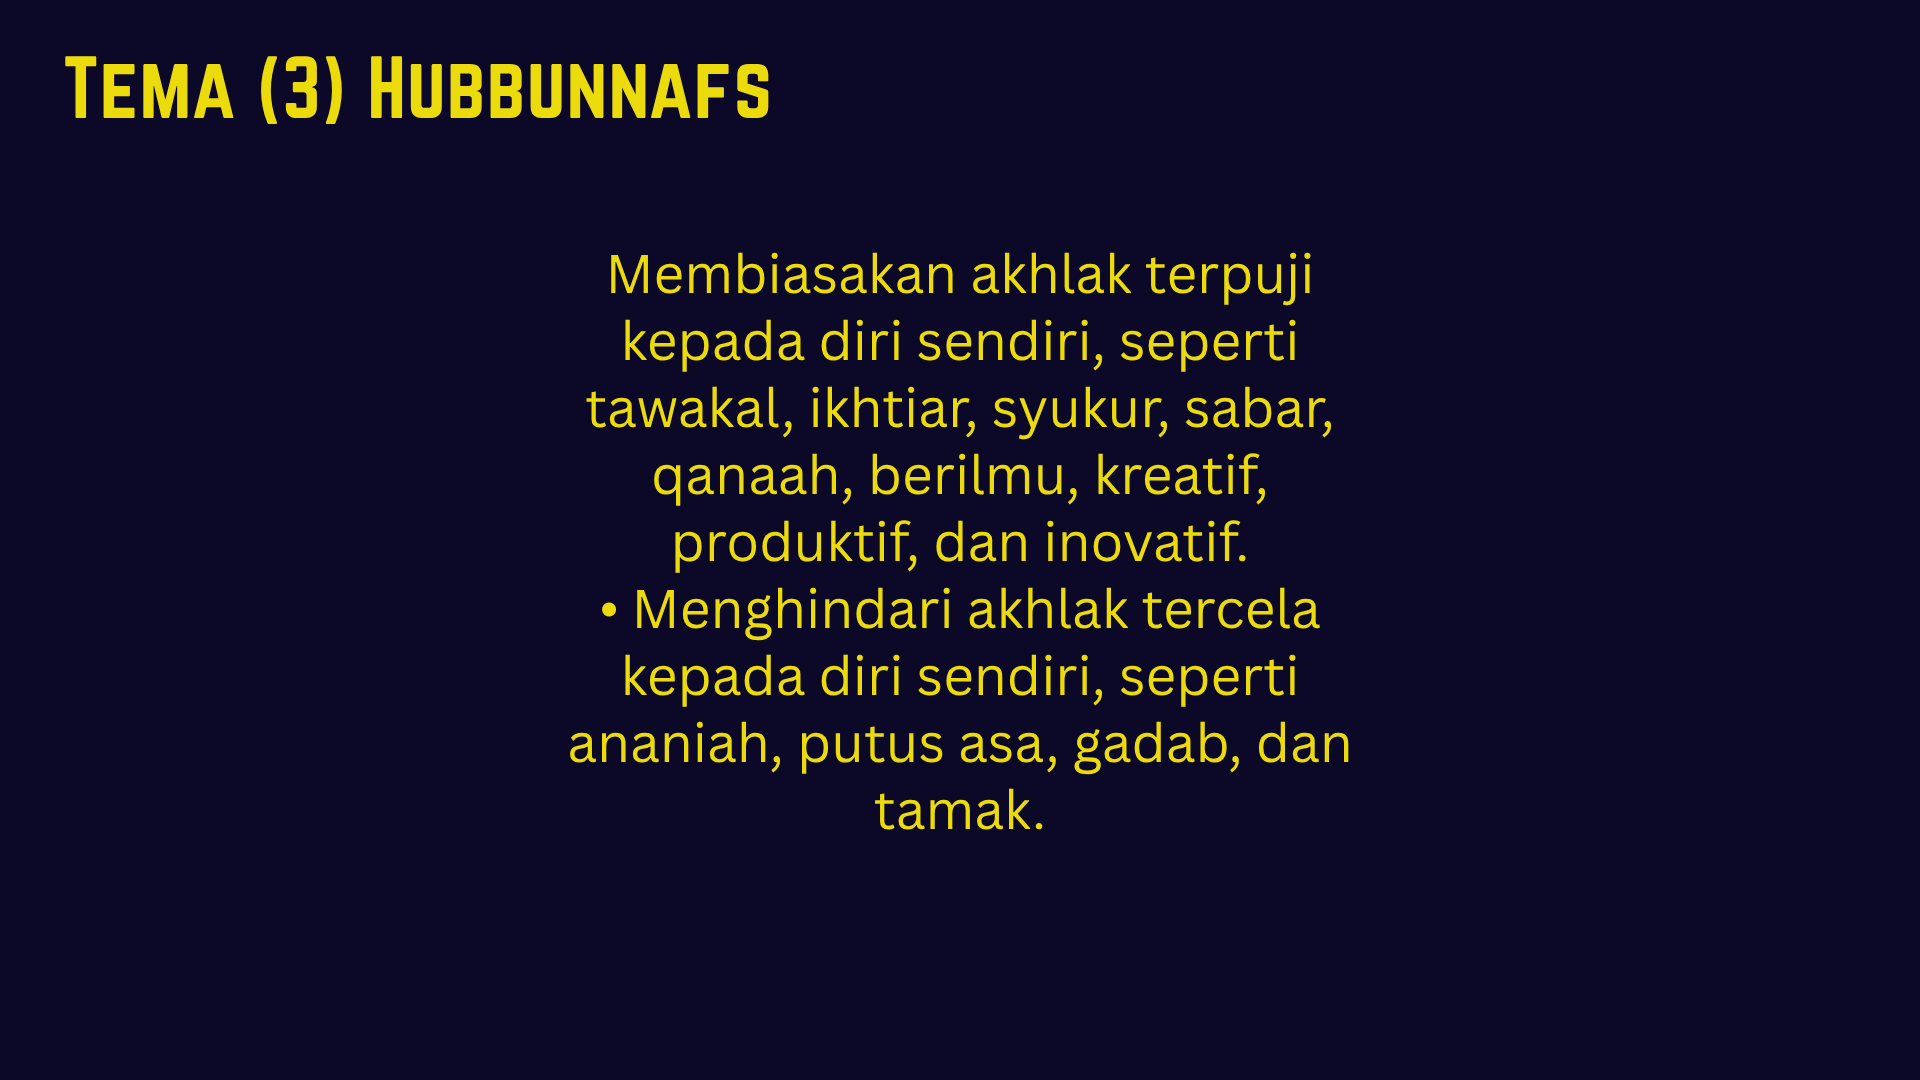 Tema (3) Hubbunnafs
Membiasakan akhlak terpuji
kepada diri sendiri, seperti
tawakal, ikhtiar, syukur, sabar,
qanaah, berilmu, kreatif,
produktif, dan inovatif.
• Menghindari akhlak tercela
kepada diri sendiri, seperti
ananiah, putus asa, gadab, dan
tamak.